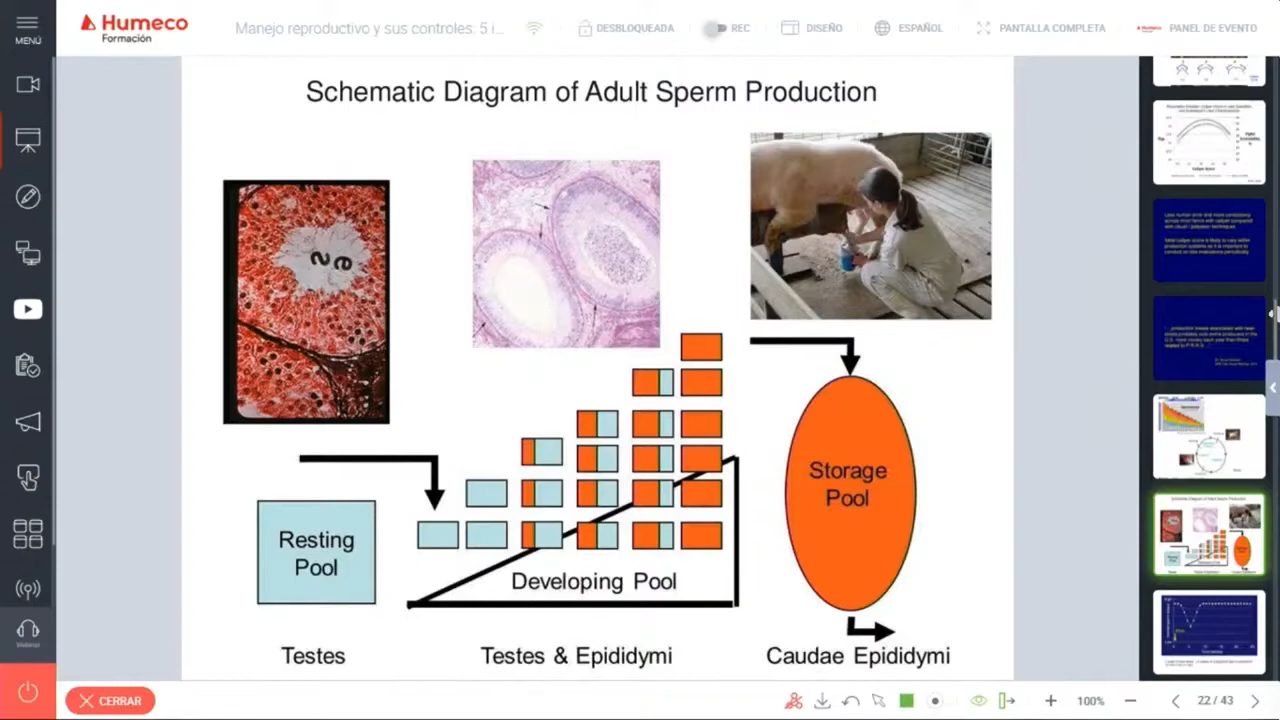 MENÚ
Humeco
Formación
Manejo reproductivo y sus controles: 5 i...
DESBLOQUEADA
REC
DISEÑO
ESPAÑOL
PANTALLA COMPLETA
PANEL DE EVENTO
Schematic Diagram of Adult Sperm Production
Resting
Pool
Developing Pool
Storage
Pool
Testes
Testes & Epididymi
Caudae Epididymi
CERRAR
100%
22 / 43